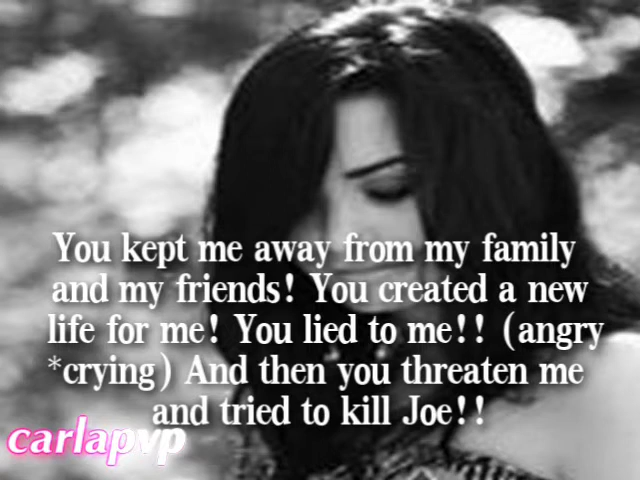 You kept me away from my family
and my friends! You created a new
life for me! You lied to me!! (angry
*crying) And then you threaten me
and tried to kill Joe!!
carlapvp